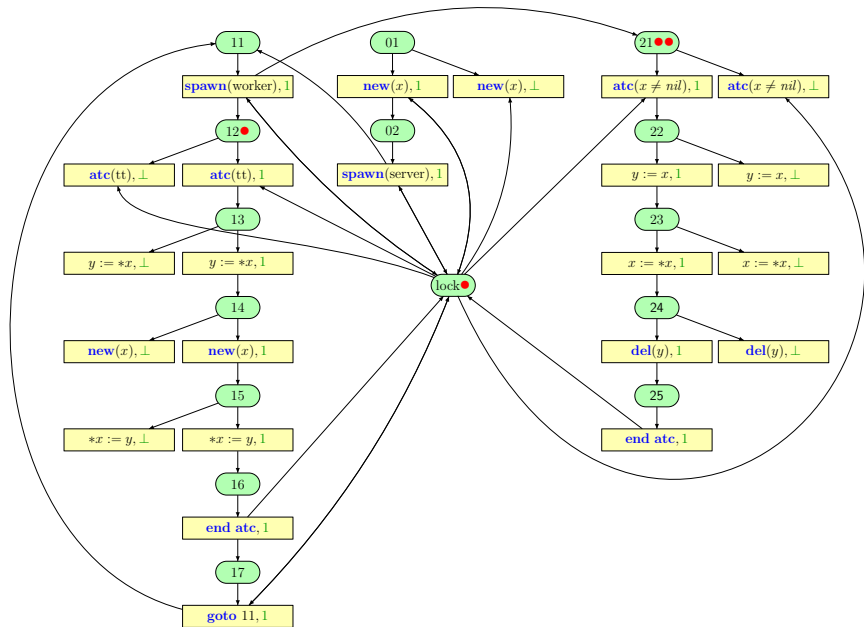 11
01
21
spawn(worker), 1
new(x), 1
new(x), ⊥
atc(x ≠ nil), 1
atc(x ≠ nil), ⊥
12
02
22
atc(tt), ⊥
atc(tt), 1
spawn(server), 1
y := x, 1
y := x, ⊥
13
23
y := *x, ⊥
y := *x, 1
x := *x, 1
x := *x, ⊥
lock
14
24
new(x), ⊥
new(x), 1
del(y), 1
del(y), ⊥
15
25
*x := y, ⊥
*x := y, 1
end atc, 1
16
end atc, 1
17
goto 11, 1